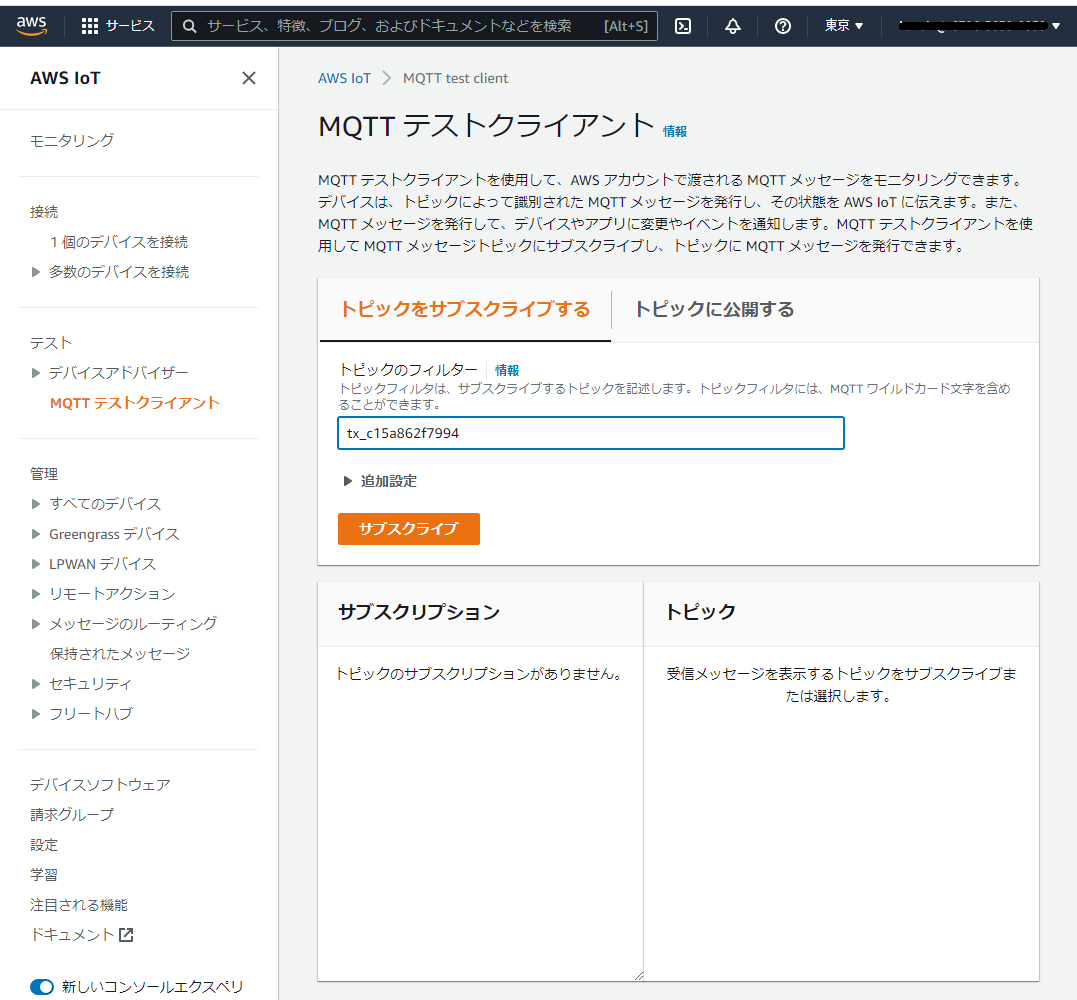 aws
サービス
サービス、特徴、ブログ、およびドキュメントなどを検索 [Alt+S]
東京
AWS IoT
モニタリング
接続
1 個のデバイスを接続
多数のデバイスを接続
テスト
デバイスアドバイザー
MQTT テストクライアント
管理
すべてのデバイス
Greengrass デバイス
LPWAN デバイス
リモートアクション
メッセージのルーティング
保持されたメッセージ
セキュリティ
フリートハブ
デバイスソフトウェア
請求グループ
設定
学習
注目される機能
ドキュメント
新しいコンソールエクスペリ
AWS IoT
MQTT test client
MQTT テストクライアント 情報
MQTT テストクライアントを使用して、AWS アカウントで渡される MQTT メッセージをモニタリングできます。
デバイスは、トピックによって識別された MQTT メッセージを発行し、その状態を AWS IoT に伝えます。また、
MQTT メッセージを発行して、デバイスやアプリに変更やイベントを通知します。MQTT テストクライアントを使
用して MQTT メッセージトピックにサブスクライブし、トピックに MQTT メッセージを発行できます。
トピックをサブスクライブする
トピックに公開する
トピックのフィルター 情報
トピックフィルタは、サブスクライブするトピックを記述します。トピックフィルタには、MQTT ワイルドカード文字を含め
ることができます。
tx_c15a862f7994
追加設定
サブスクライブ
サブスクリプション
トピックのサブスクリプションがありません。
トピック
受信メッセージを表示するトピックをサブスクライブま
たは選択します。